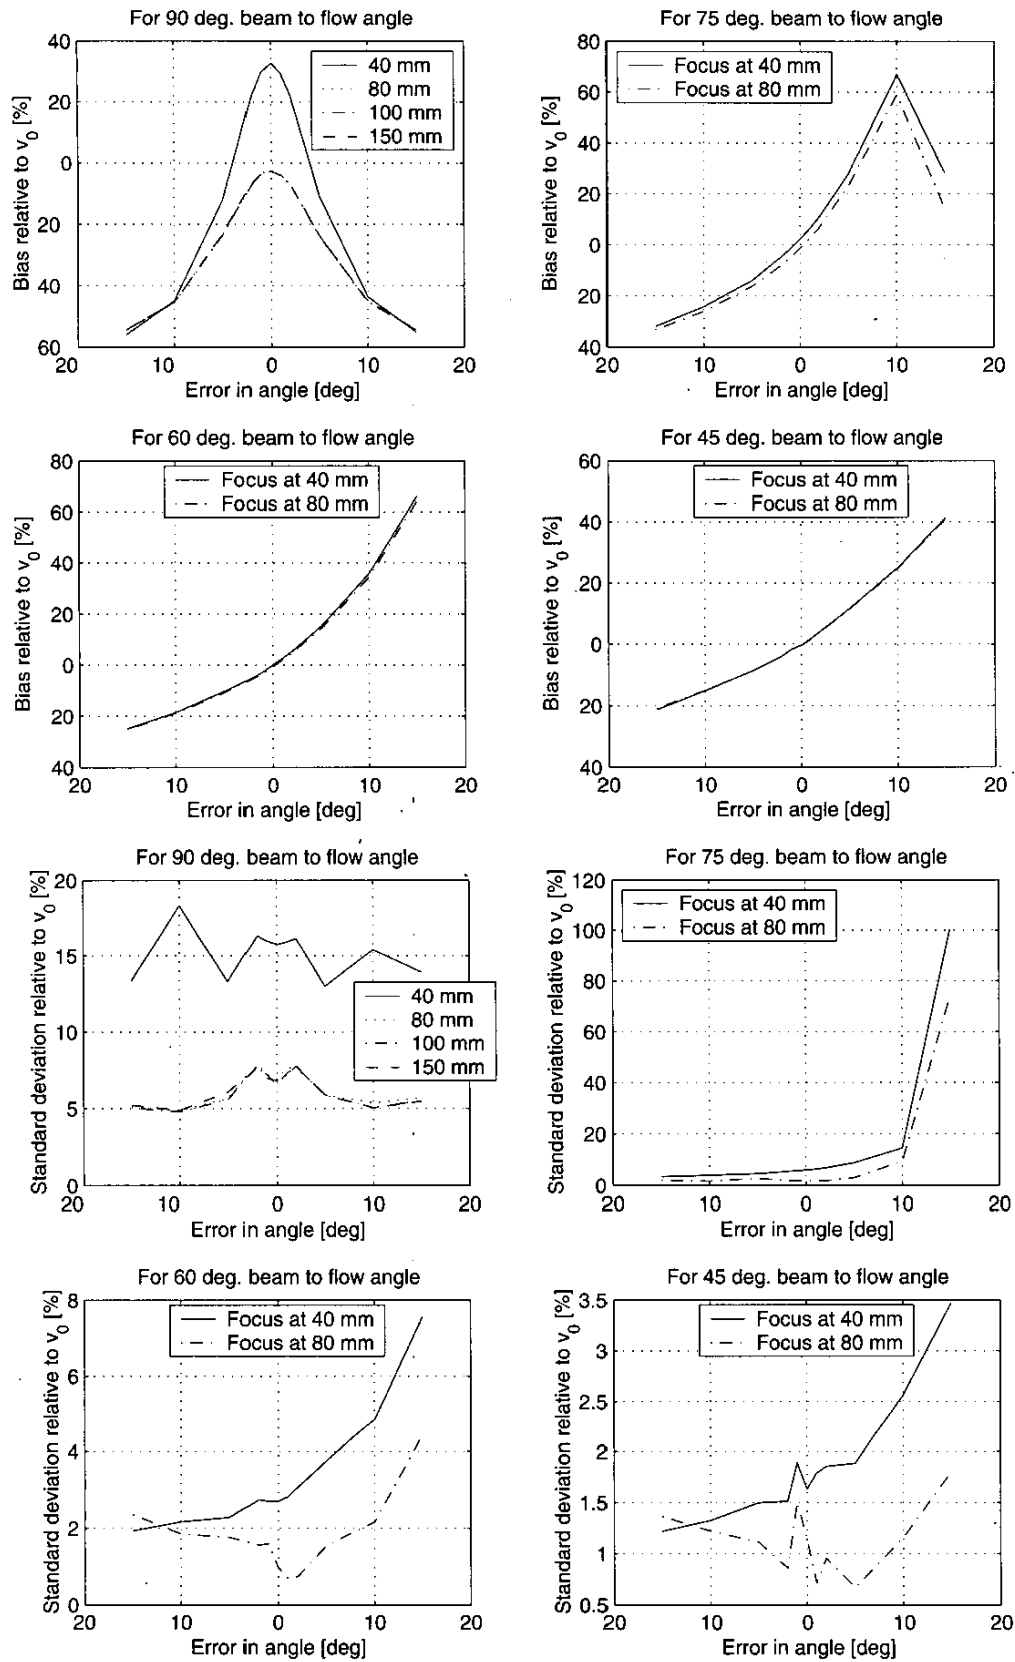 For 90 deg. beam to flow angle
Bias relative to v0 [%]
40
20
0
20
40
60
40 mm
80 mm
100 mm
150 mm
20 10 0 10 20
Error in angle [deg]
For 75 deg. beam to flow angle
Bias relative to v0 [%]
80
60
40
20
0
20
40
Focus at 40 mm
Focus at 80 mm
20 10 0 10 20
Error in angle [deg]
For 60 deg. beam to flow angle
Bias relative to v0 [%]
80
60
40
20
0
20
40
Focus at 40 mm
Focus at 80 mm
20 10 0 10 20
Error in angle [deg]
For 45 deg. beam to flow angle
Bias relative to v0 [%]
60
40
20
0
20
40
Focus at 40 mm
Focus at 80 mm
20 10 0 10 20
Error in angle [deg]
For 90 deg. beam to flow angle
Standard deviation relative to v0 [%]
20
15
10
5
0
40 mm
80 mm
100 mm
150 mm
20 10 0 10 20
Error in angle [deg]
For 75 deg. beam to flow angle
Standard deviation relative to v0 [%]
120
100
80
60
40
20
0
Focus at 40 mm
Focus at 80 mm
20 10 0 10 20
Error in angle [deg]
For 60 deg. beam to flow angle
Standard deviation relative to v0 [%]
8
6
4
2
0
Focus at 40 mm
Focus at 80 mm
20 10 0 10 20
Error in angle [deg]
For 45 deg. beam to flow angle
Standard deviation relative to v0 [%]
3.5
3
2.5
2
1.5
1
0.5
Focus at 40 mm
Focus at 80 mm
20 10 0 10 20
Error in angle [deg]